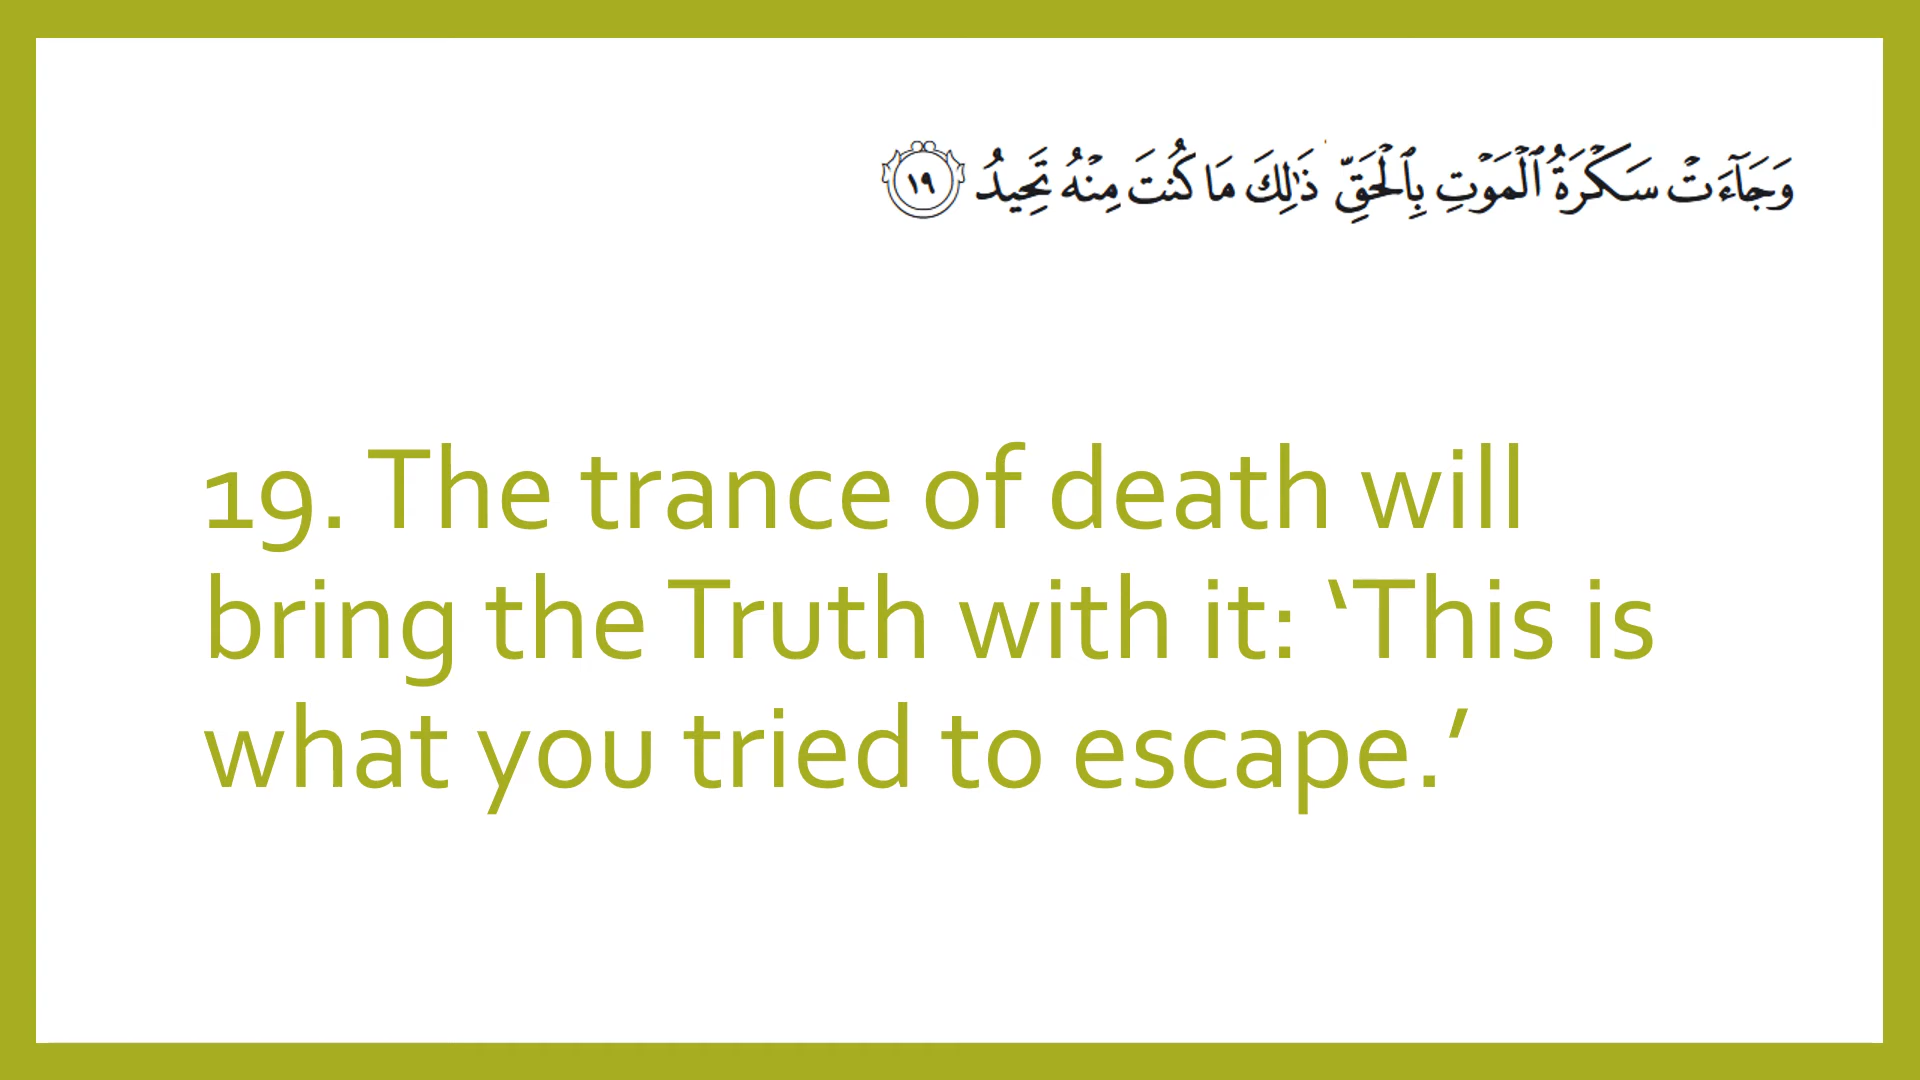 وَجَآءَتْ سَكْرَةُ ٱلْمَوْتِ بِٱلْحَقِّ ذَٰلِكَ مَا كُنتَ مِنْهُ تَحِيدُ ١٩
19. The trance of death will
bring the Truth with it: ‘This is
what you tried to escape.’